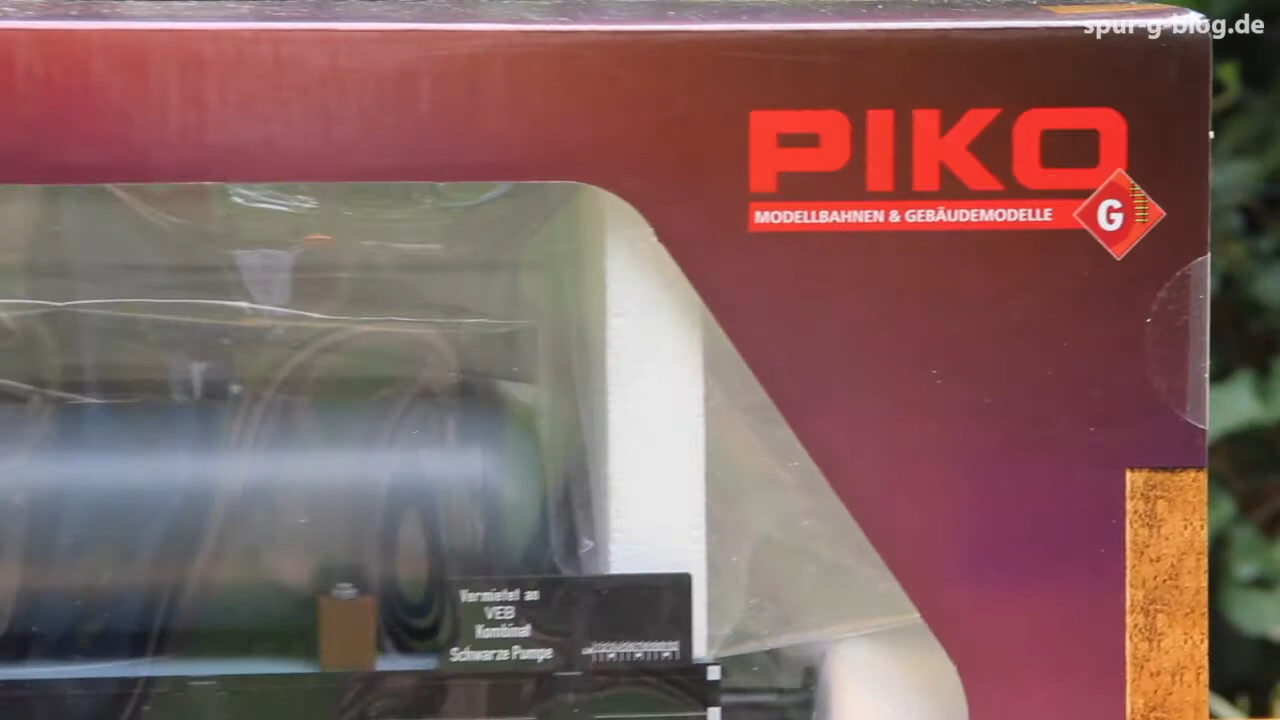 spur-g-blog.de
PIKO
MODELLBAHNEN & GEBÄUDEMODELLE
G
Vermietet an
VEB
Kombinat
Schwarze Pumpe